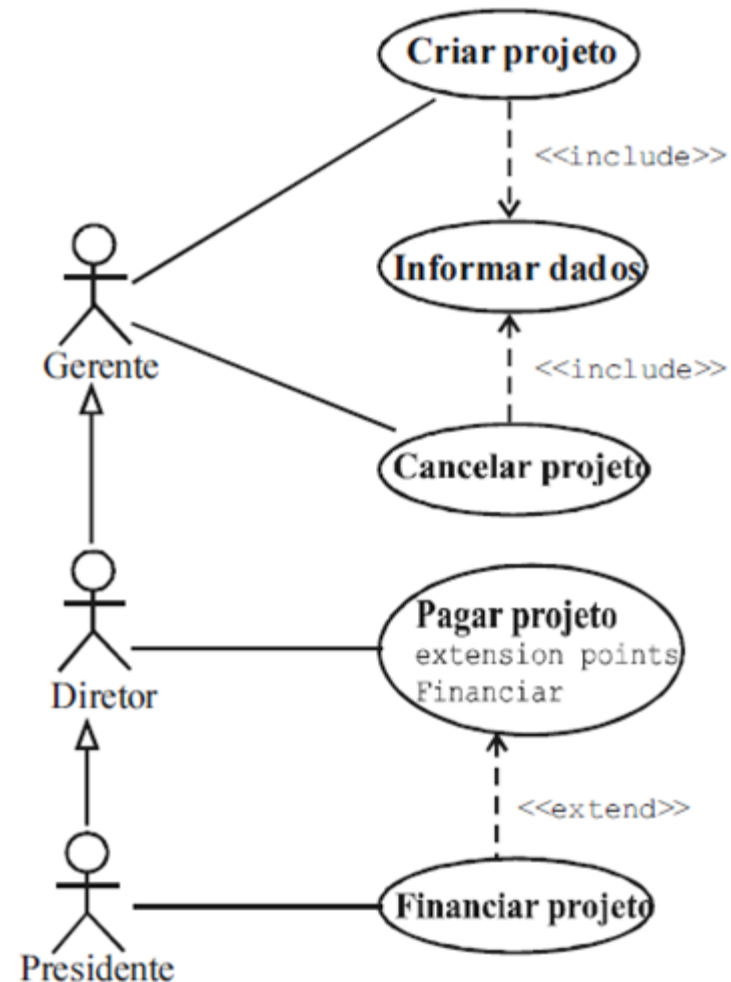 Criar projeto
<<include>>
Informar dados
Gerente
<<include>>
Cancelar projeto
Pagar projeto
extension points
Financiar
Diretor
<<extend>>
Financiar projeto
Presidente